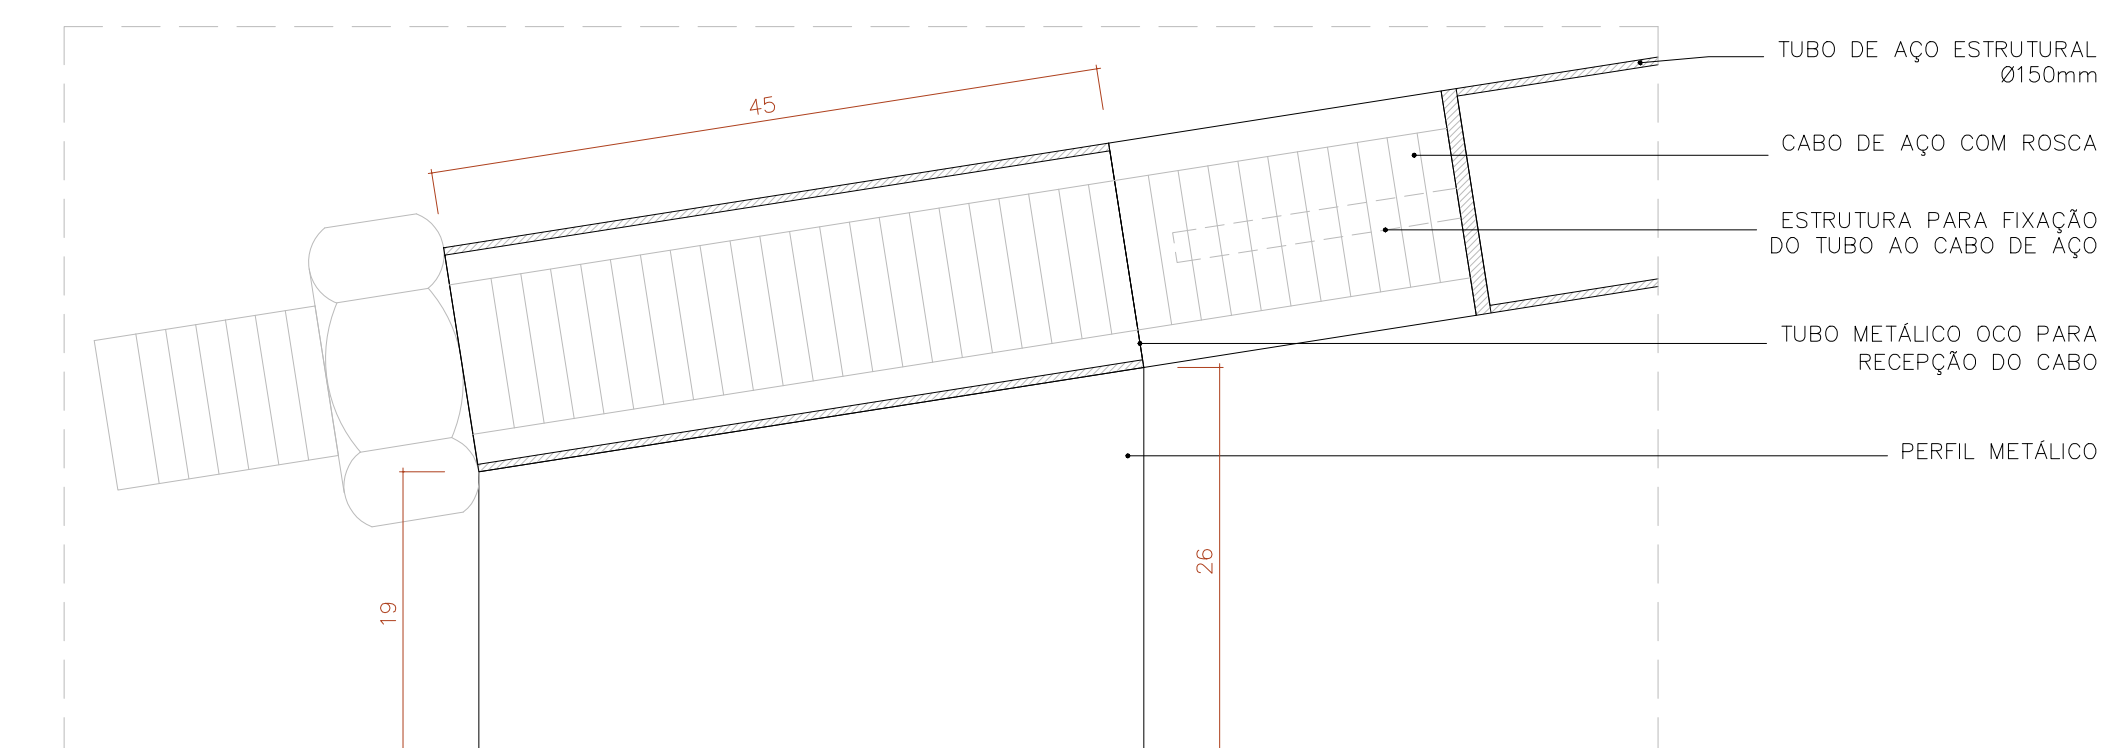 TUBO DE AÇO ESTRUTURAL
Ø150mm
45
CABO DE AÇO COM ROSCA
ESTRUTURA PARA FIXAÇÃO
DO TUBO AO CABO DE AÇO
TUBO METÁLICO OCO PARA
RECEPÇÃO DO CABO
PERFIL METÁLICO
26
19